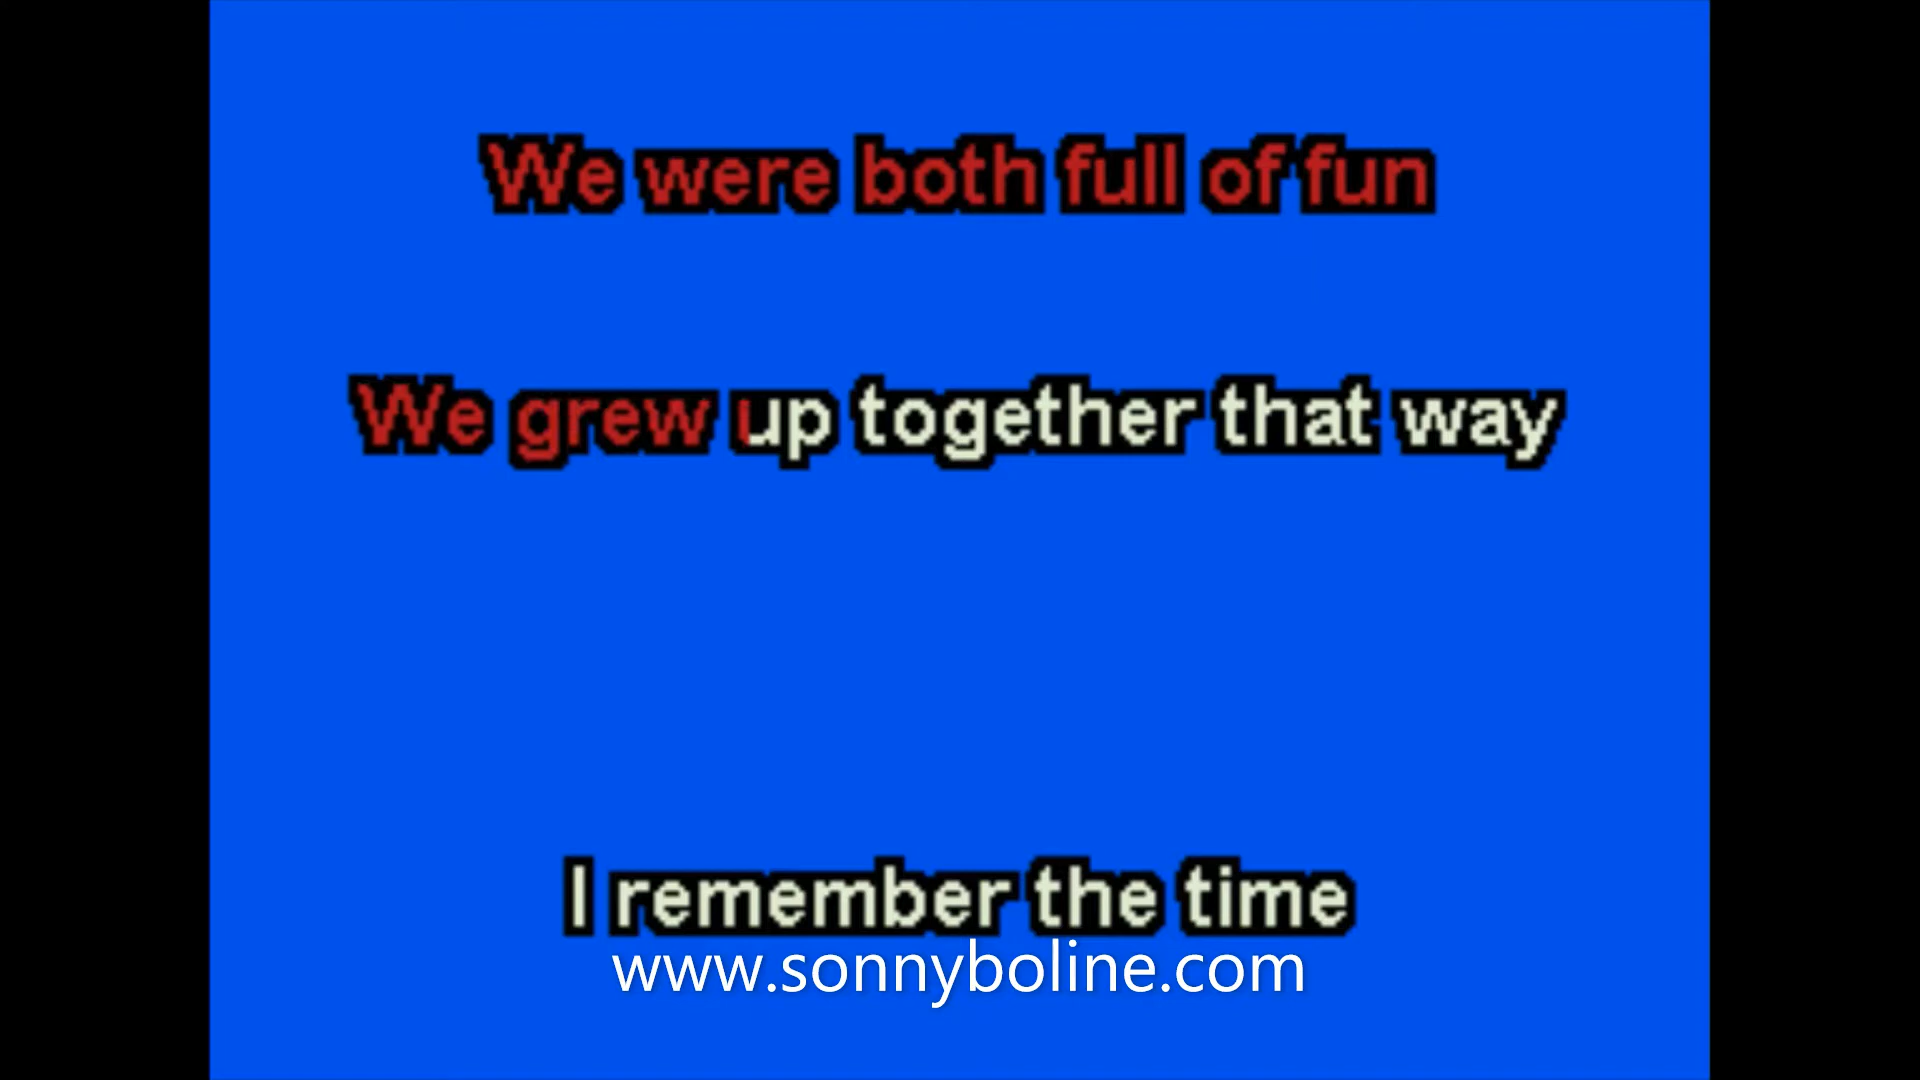 We were both full of fun
We grew up together that way
I remember the time
www.sonnyboline.com